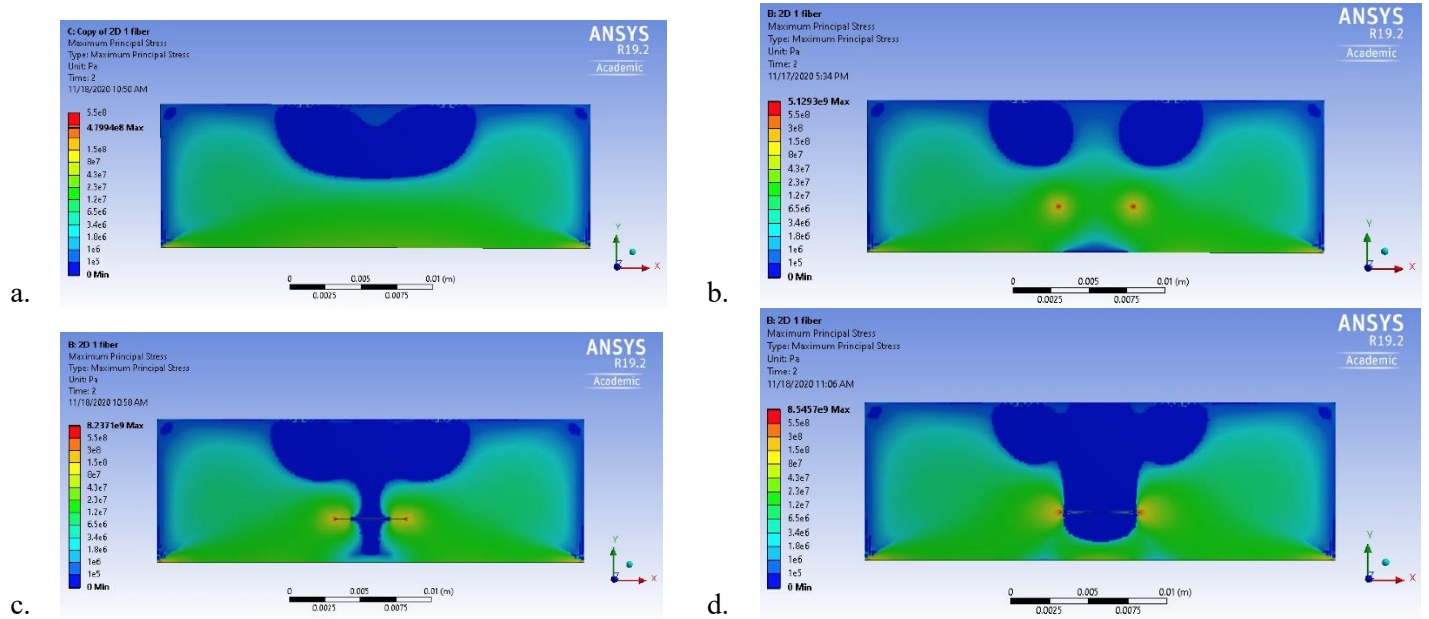 C: Copy of 2D 1 fiber
Maximum Principal Stress
Type: Maximum Principal Stress
Unit: Pa
Time: 2
11/18/2020 10:50 AM
5.5e8
4.7994e8 Max
1.5e8
8e7
4.3e7
2.3e7
1.2e7
6.5e6
3.4e6
1.8e6
1e6
1e5
0 Min
ANSYS
R19.2
Academic
0 0.005 0.01 (m)
0.0025 0.0075
Y
X
a.
B: 2D 1 fiber
Maximum Principal Stress
Type: Maximum Principal Stress
Unit: Pa
Time: 2
11/17/2020 5:34 PM
5.1293e9 Max
5.5e8
3e8
1.5e8
8e7
4.3e7
2.3e7
1.2e7
6.5e6
3.4e6
1.8e6
1e6
1e5
0 Min
ANSYS
R19.2
Academic
0 0.005 0.01 (m)
0.0025 0.0075
Y
X
b.
B: 2D 1 fiber
Maximum Principal Stress
Type: Maximum Principal Stress
Unit: Pa
Time: 2
11/18/2020 10:58 AM
8.2371e9 Max
5.5e8
3e8
1.5e8
8e7
4.3e7
2.3e7
1.2e7
6.5e6
3.4e6
1.8e6
1e6
1e5
0 Min
ANSYS
R19.2
Academic
0 0.005 0.01 (m)
0.0025 0.0075
Y
X
c.
B: 2D 1 fiber
Maximum Principal Stress
Type: Maximum Principal Stress
Unit: Pa
Time: 2
11/18/2020 11:06 AM
8.5457e9 Max
5.5e8
3e8
1.5e8
8e7
4.3e7
2.3e7
1.2e7
6.5e6
3.4e6
1.8e6
1e6
1e5
0 Min
ANSYS
R19.2
Academic
0 0.005 0.01 (m)
0.0025 0.0075
Y
X
d.